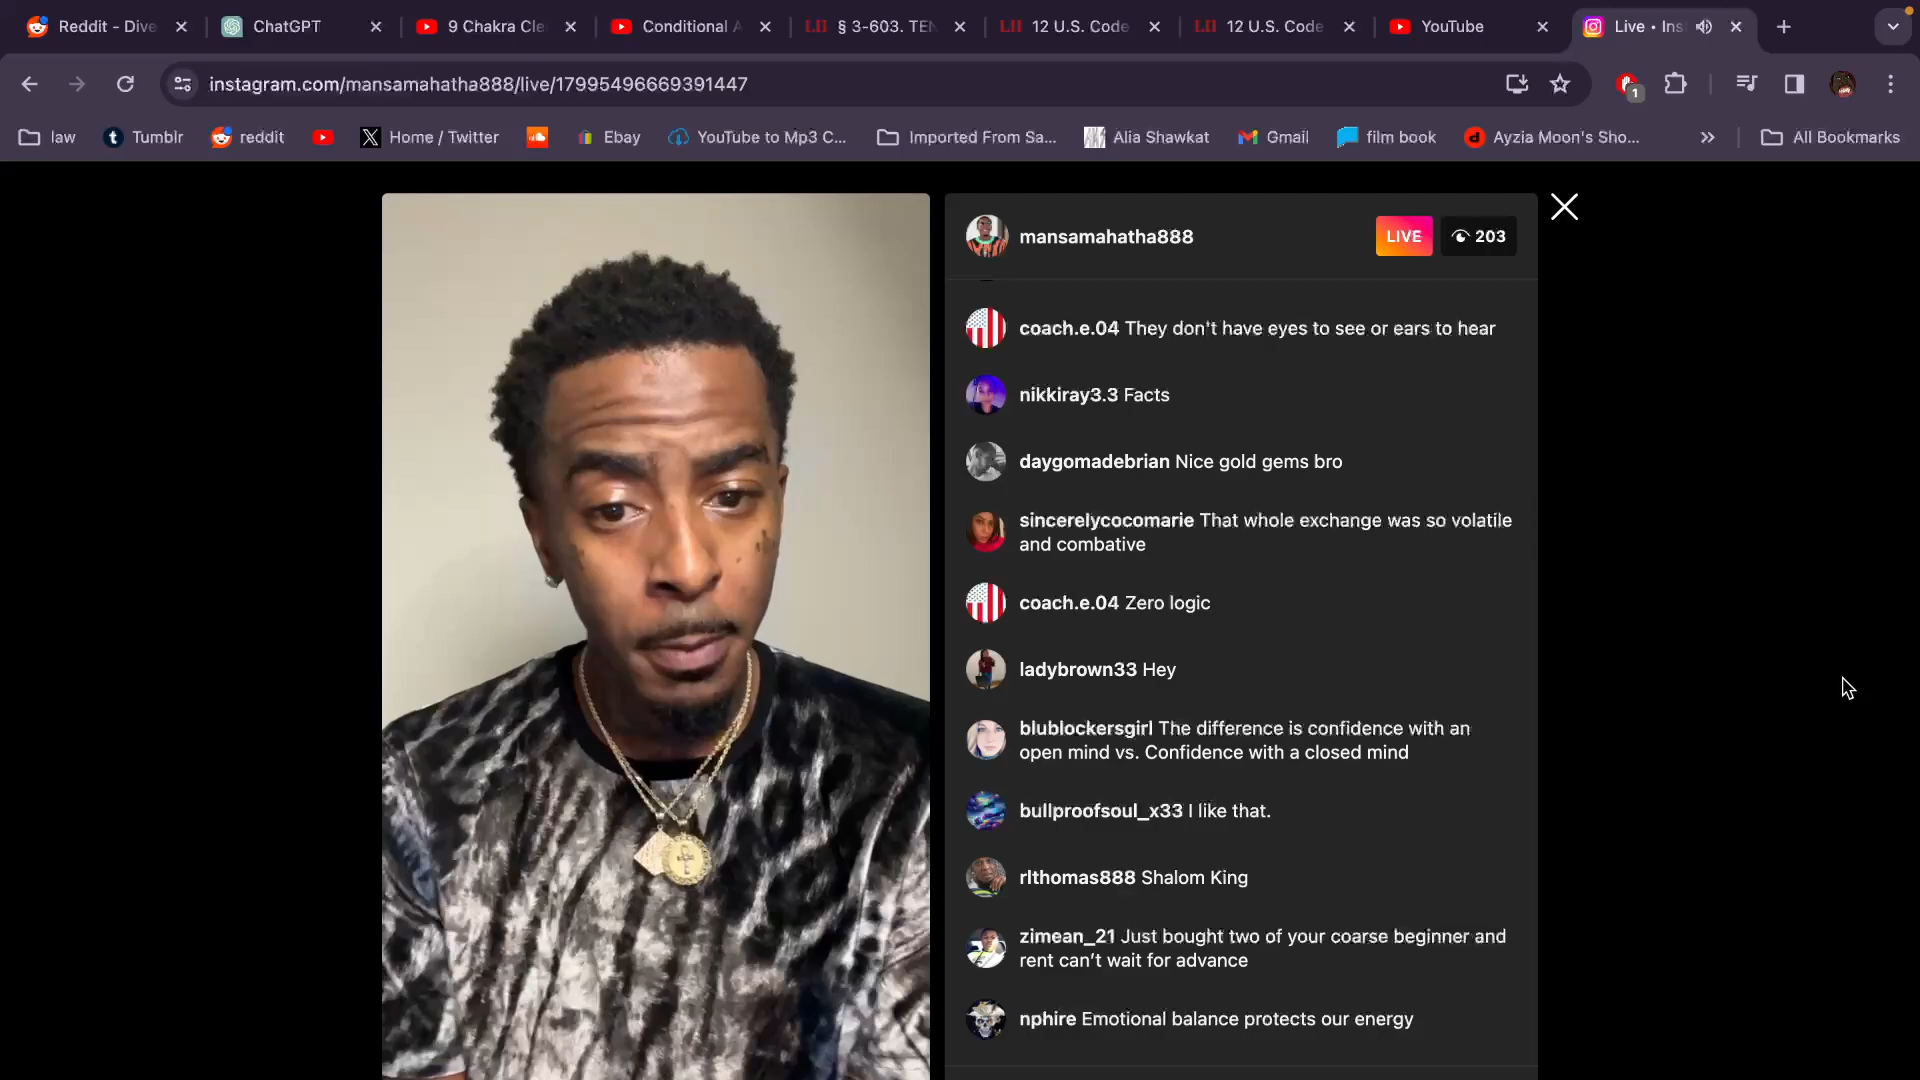 Reddit - Dive
ChatGPT
9 Chakra Cle
Conditional A
LII § 3-603. TEN
LII 12 U.S. Code
LII 12 U.S. Code
YouTube
Live • Ins
instagram.com/mansamahatha888/live/17995496669391447
1
law
Tumblr
reddit
Home / Twitter
Ebay
YouTube to Mp3 C...
Imported From Sa...
Alia Shawkat
Gmail
film book
Ayzia Moon's Sho...
All Bookmarks
mansamahatha888
LIVE
203
coach.e.04 They don't have eyes to see or ears to hear
nikkiray3.3 Facts
daygomadebrian Nice gold gems bro
sincerelycocomarie That whole exchange was so volatile
and combative
coach.e.04 Zero logic
ladybrown33 Hey
blublockersgirl The difference is confidence with an
open mind vs. Confidence with a closed mind
bullproofsoul_x33 I like that.
rlthomas888 Shalom King
zimean_21 Just bought two of your coarse beginner and
rent can't wait for advance
nphire Emotional balance protects our energy